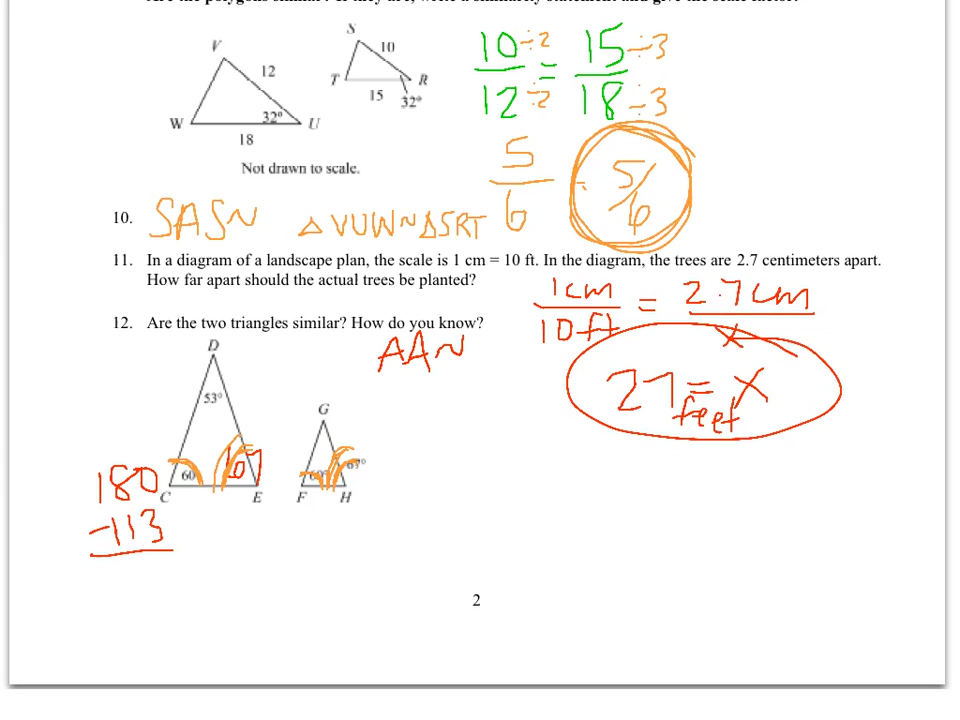 V
12
32°
W
U
18
S
10
T
R
15
32°
Not drawn to scale.
10 ÷2 = 15 ÷3
12 ÷2 18 ÷3
5
6
5/6
10. SAS~ △VUW~△SRT
11. In a diagram of a landscape plan, the scale is 1 cm = 10 ft. In the diagram, the trees are 2.7 centimeters apart.
How far apart should the actual trees be planted?
1cm = 2.7cm
10ft x
27 = x
feet
12. Are the two triangles similar? How do you know?
AA~
D
53°
60
67
C
E
G
F
H
180
-113
2